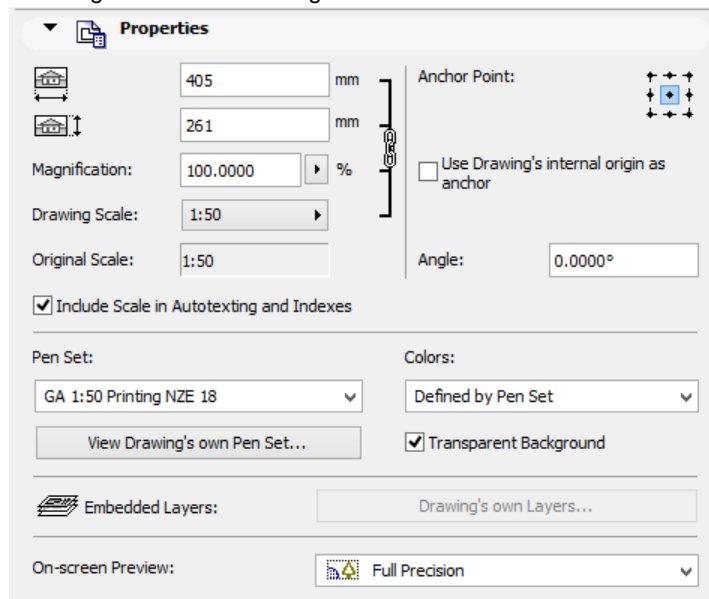 Properties
405 mm
261 mm
Magnification: 100.0000 %
Drawing Scale: 1:50
Original Scale: 1:50
Anchor Point:
Use Drawing's internal origin as
anchor
Angle: 0.0000°
Include Scale in Autotexting and Indexes
Pen Set:
GA 1:50 Printing NZE 18
View Drawing's own Pen Set...
Colors:
Defined by Pen Set
Transparent Background
Embedded Layers: Drawing's own Layers...
On-screen Preview: Full Precision